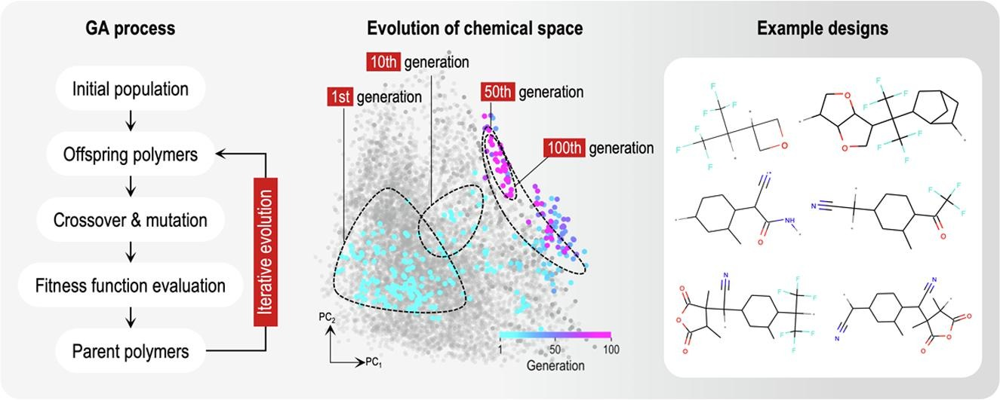 GA process
Initial population
Offspring polymers
Crossover & mutation
Fitness function evaluation
Parent polymers
Iterative evolution
Evolution of chemical space
10th generation
1st generation
50th generation
100th generation
PC2
PC1
1 50 100
Generation
Example designs
F
F
F
F
F
F
O
O
O
F
F
F
F
F
F
N
O
NH
N
F
F
F
O
O
O
O
N
F
F
F
F
F
F
N
N
O
O
O